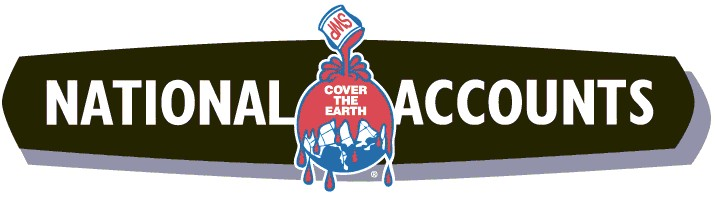 SWP
COVER
THE
EARTH
NATIONAL ACCOUNTS
®